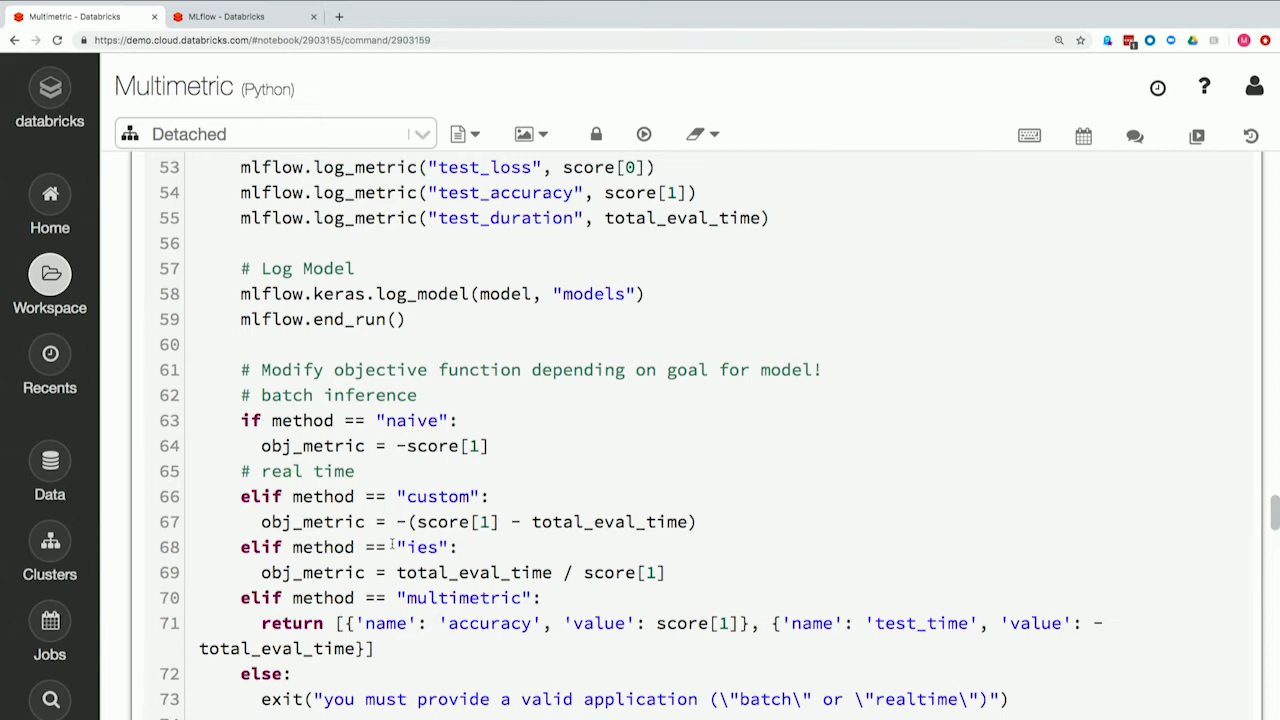 Multimetric - Databricks
MLflow - Databricks
https://demo.cloud.databricks.com/#notebook/2903155/command/2903159
databricks
Home
Workspace
Recents
Data
Clusters
Jobs
Multimetric (Python)
Detached
53 mlflow.log_metric("test_loss", score[0])
54 mlflow.log_metric("test_accuracy", score[1])
55 mlflow.log_metric("test_duration", total_eval_time)
56
57 # Log Model
58 mlflow.keras.log_model(model, "models")
59 mlflow.end_run()
60
61 # Modify objective function depending on goal for model!
62 # batch inference
63 if method == "naive":
64 obj_metric = -score[1]
65 # real time
66 elif method == "custom":
67 obj_metric = -(score[1] - total_eval_time)
68 elif method == "ies":
69 obj_metric = total_eval_time / score[1]
70 elif method == "multimetric":
71 return [{'name': 'accuracy', 'value': score[1]}, {'name': 'test_time', 'value': -
total_eval_time}]
72 else:
73 exit("you must provide a valid application (\"batch\" or \"realtime\")")